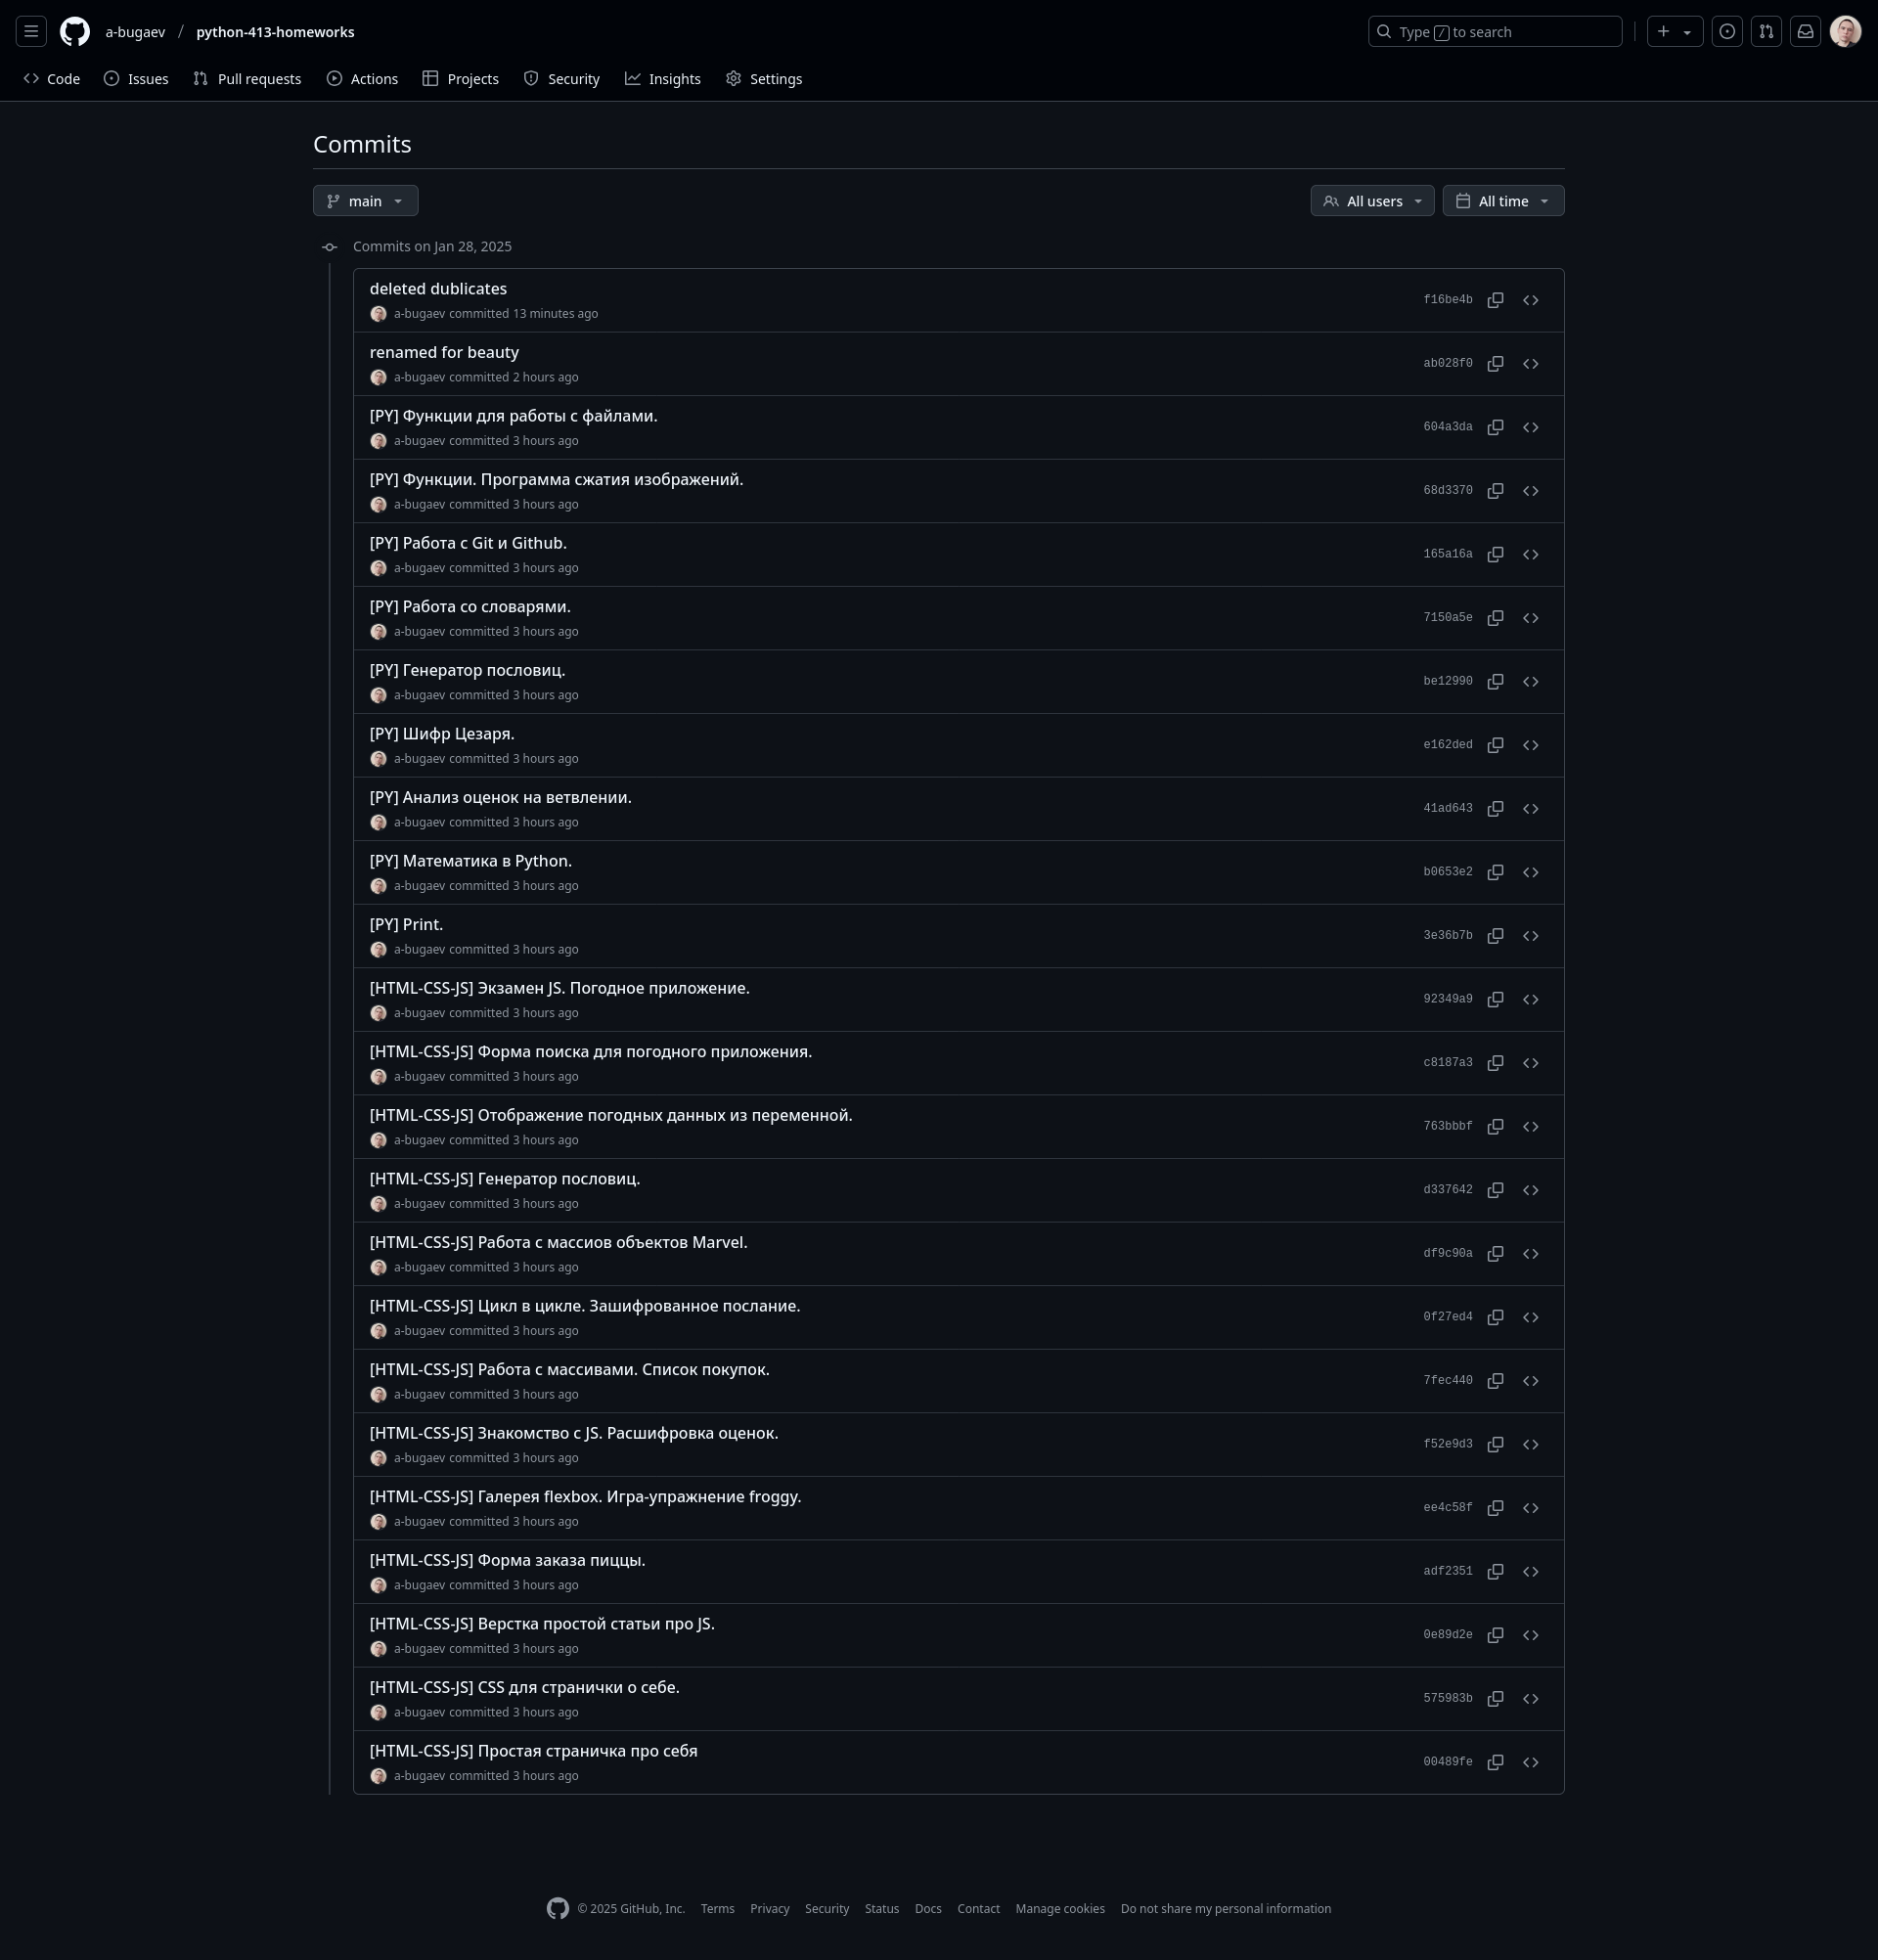 a-bugaev / python-413-homeworks
Type / to search
Code Issues Pull requests Actions Projects Security Insights Settings
Commits
main All users All time
Commits on Jan 28, 2025
deleted dublicates
f16be4b
a-bugaev committed 13 minutes ago
renamed for beauty
ab028f0
a-bugaev committed 2 hours ago
[PY] Функции для работы с файлами.
604a3da
a-bugaev committed 3 hours ago
[PY] Функции. Программа сжатия изображений.
68d3370
a-bugaev committed 3 hours ago
[PY] Работа с Git и Github.
165a16a
a-bugaev committed 3 hours ago
[PY] Работа со словарями.
7150a5e
a-bugaev committed 3 hours ago
[PY] Генератор пословиц.
be12990
a-bugaev committed 3 hours ago
[PY] Шифр Цезаря.
e162ded
a-bugaev committed 3 hours ago
[PY] Анализ оценок на ветвлении.
41ad643
a-bugaev committed 3 hours ago
[PY] Математика в Python.
b0653e2
a-bugaev committed 3 hours ago
[PY] Print.
3e36b7b
a-bugaev committed 3 hours ago
[HTML-CSS-JS] Экзамен JS. Погодное приложение.
92349a9
a-bugaev committed 3 hours ago
[HTML-CSS-JS] Форма поиска для погодного приложения.
c8187a3
a-bugaev committed 3 hours ago
[HTML-CSS-JS] Отображение погодных данных из переменной.
763bbbf
a-bugaev committed 3 hours ago
[HTML-CSS-JS] Генератор пословиц.
d337642
a-bugaev committed 3 hours ago
[HTML-CSS-JS] Работа с массиов объектов Marvel.
df9c90a
a-bugaev committed 3 hours ago
[HTML-CSS-JS] Цикл в цикле. Зашифрованное послание.
0f27ed4
a-bugaev committed 3 hours ago
[HTML-CSS-JS] Работа с массивами. Список покупок.
7fec440
a-bugaev committed 3 hours ago
[HTML-CSS-JS] Знакомство с JS. Расшифровка оценок.
f52e9d3
a-bugaev committed 3 hours ago
[HTML-CSS-JS] Галерея flexbox. Игра-упражнение froggy.
ee4c58f
a-bugaev committed 3 hours ago
[HTML-CSS-JS] Форма заказа пиццы.
adf2351
a-bugaev committed 3 hours ago
[HTML-CSS-JS] Верстка простой статьи про JS.
0e89d2e
a-bugaev committed 3 hours ago
[HTML-CSS-JS] CSS для странички о себе.
575983b
a-bugaev committed 3 hours ago
[HTML-CSS-JS] Простая страничка про себя
00489fe
a-bugaev committed 3 hours ago
© 2025 GitHub, Inc. Terms Privacy Security Status Docs Contact Manage cookies Do not share my personal information